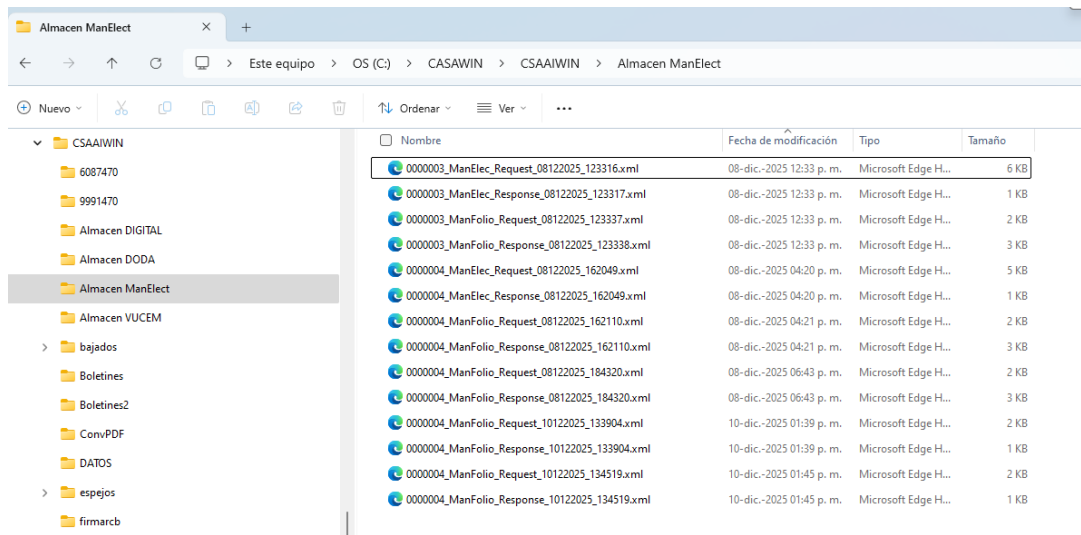 Almacen ManElect
Este equipo > OS (C:) > CASAWIN > CSAAIWIN > Almacen ManElect
Nuevo Ordenar Ver ...
CSAAIWIN
6087470
9991470
Almacen DIGITAL
Almacen DODA
Almacen ManElect
Almacen VUCEM
bajados
Boletines
Boletines2
ConvPDF
DATOS
espejos
firmarcb
Nombre Fecha de modificación Tipo Tamaño
0000003_ManElec_Request_08122025_123316.xml 08-dic.-2025 12:33 p. m. Microsoft Edge H... 6 KB
0000003_ManElec_Response_08122025_123317.xml 08-dic.-2025 12:33 p. m. Microsoft Edge H... 1 KB
0000003_ManFolio_Request_08122025_123337.xml 08-dic.-2025 12:33 p. m. Microsoft Edge H... 2 KB
0000003_ManFolio_Response_08122025_123338.xml 08-dic.-2025 12:33 p. m. Microsoft Edge H... 3 KB
0000004_ManElec_Request_08122025_162049.xml 08-dic.-2025 04:20 p. m. Microsoft Edge H... 5 KB
0000004_ManElec_Response_08122025_162049.xml 08-dic.-2025 04:20 p. m. Microsoft Edge H... 1 KB
0000004_ManFolio_Request_08122025_162110.xml 08-dic.-2025 04:21 p. m. Microsoft Edge H... 2 KB
0000004_ManFolio_Response_08122025_162110.xml 08-dic.-2025 04:21 p. m. Microsoft Edge H... 3 KB
0000004_ManFolio_Request_08122025_184320.xml 08-dic.-2025 06:43 p. m. Microsoft Edge H... 2 KB
0000004_ManFolio_Response_08122025_184320.xml 08-dic.-2025 06:43 p. m. Microsoft Edge H... 3 KB
0000004_ManFolio_Request_10122025_133904.xml 10-dic.-2025 01:39 p. m. Microsoft Edge H... 2 KB
0000004_ManFolio_Response_10122025_133904.xml 10-dic.-2025 01:39 p. m. Microsoft Edge H... 1 KB
0000004_ManFolio_Request_10122025_134519.xml 10-dic.-2025 01:45 p. m. Microsoft Edge H... 2 KB
0000004_ManFolio_Response_10122025_134519.xml 10-dic.-2025 01:45 p. m. Microsoft Edge H... 1 KB